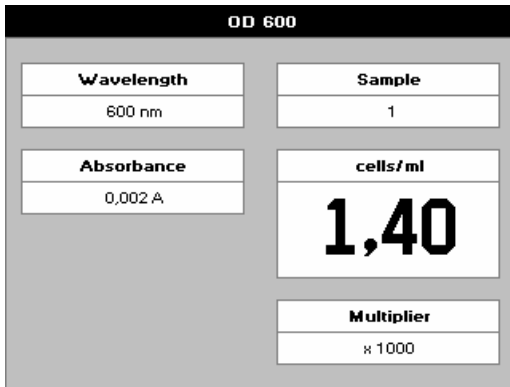 OD 600
Wavelength
600 nm
Sample
1
Absorbance
0,002 A
cells/ml
1,40
Multiplier
x 1000